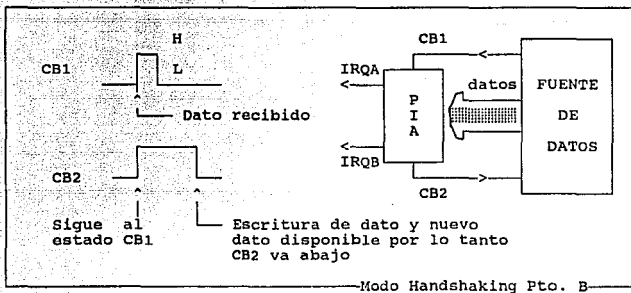 H
CB1
L
Dato recibido
CB2
Sigue al
estado CB1
Escritura de dato y nuevo
dato disponible por lo tanto
CB2 va abajo
CB1
IRQA
datos
FUENTE
P
I
A
DE
DATOS
IRQB
CB2
Modo Handshaking Pto. B